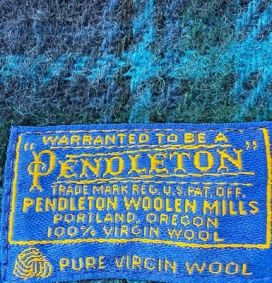 "WARRANTED TO BE A
PENDLETON"
TRADE MARK REG. U.S. PAT. OFF.
PENDLETON WOOLEN MILLS
PORTLAND, OREGON
100% VIRGIN WOOL
PURE VIRGIN WOOL